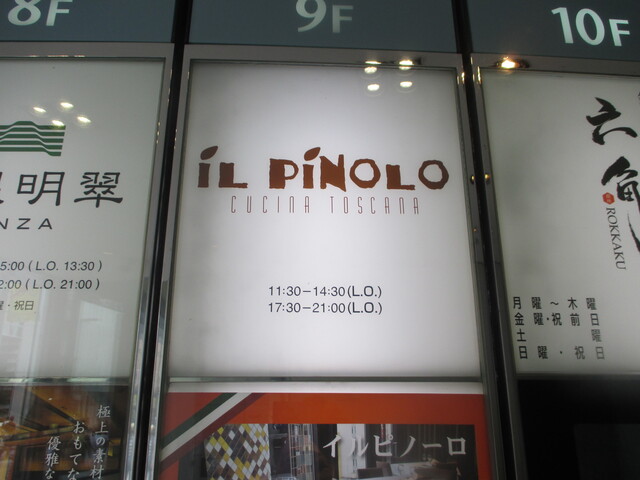 8F
9F
10F
明翠
NZA
5:00 (L.O. 13:30)
2:00 (L.O. 21:00)
・祝日
極上の素材
おもてな
優雅な
IL PINOLO
CUCINA TOSCANA
11:30－14:30(L.O.)
17:30－21:00(L.O.)
イルピノーロ
六角
ROKKAKU
月曜～木曜
金曜・祝前日
土曜
日曜・祝日